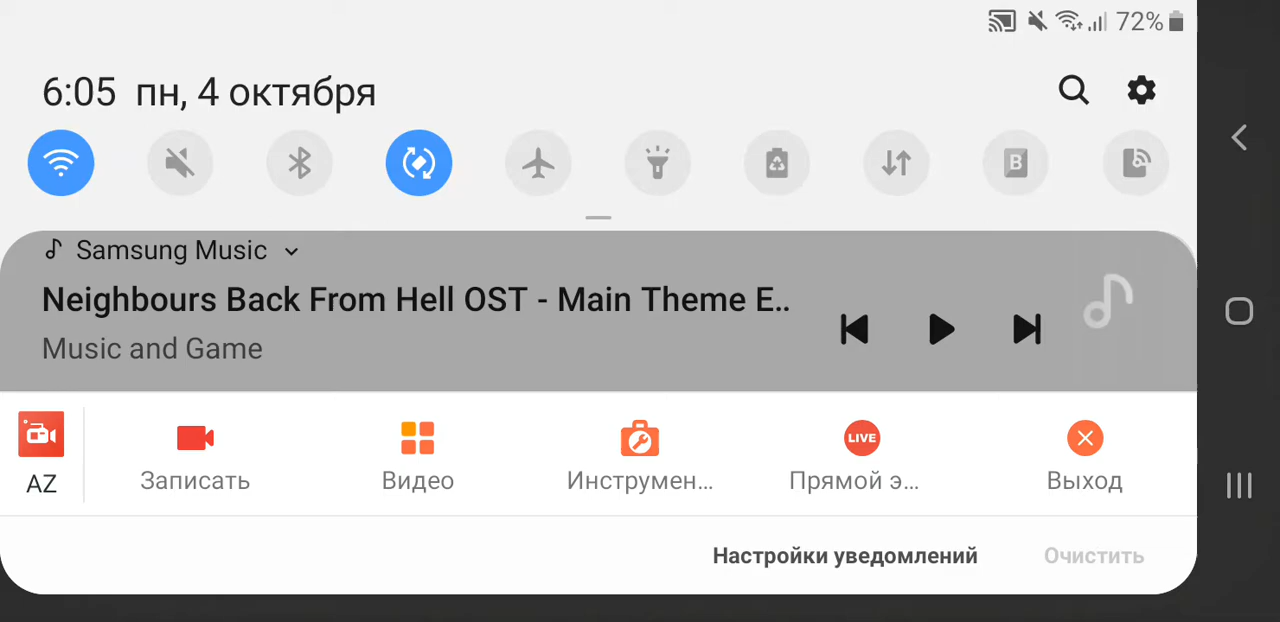 72%
6:05 пн, 4 октября
B
Samsung Music
Neighbours Back From Hell OST - Main Theme E..
Music and Game
AZ
Записать
Видео
Инструмен...
LIVE
Прямой э...
Выход
Настройки уведомлений
Очистить